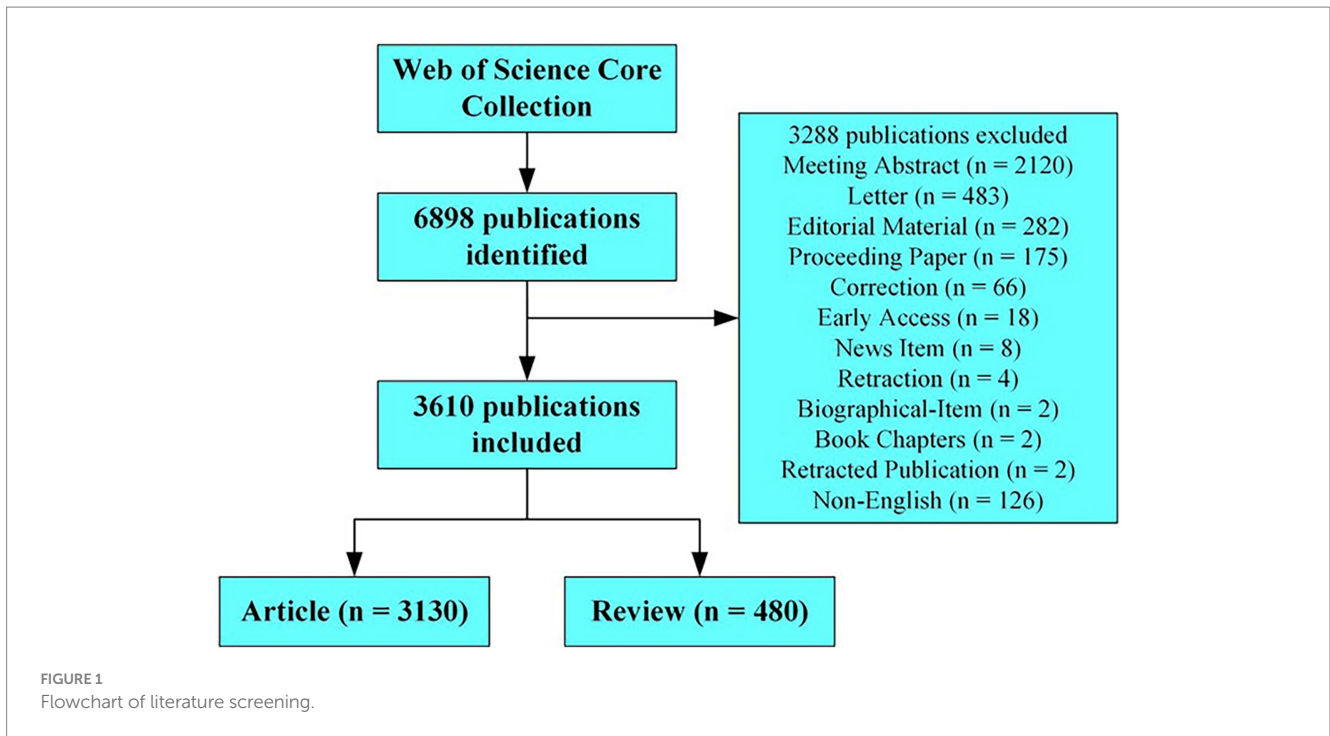 Web of Science Core
Collection
6898 publications
identified
3288 publications excluded
Meeting Abstract (n = 2120)
Letter (n = 483)
Editorial Material (n = 282)
Proceeding Paper (n = 175)
Correction (n = 66)
Early Access (n = 18)
News Item (n = 8)
Retraction (n = 4)
Biographical-Item (n = 2)
Book Chapters (n = 2)
Retracted Publication (n = 2)
Non-English (n = 126)
3610 publications
included
Article (n = 3130)
Review (n = 480)
FIGURE 1
Flowchart of literature screening.